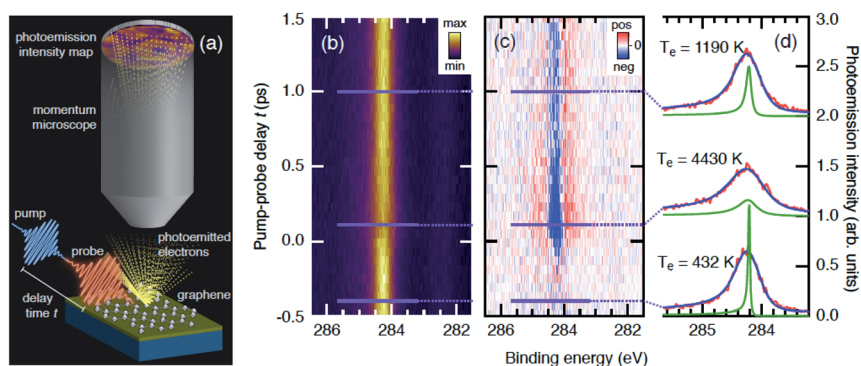 photoemission
intensity map
(a)
momentum
microscope
pump
probe
photoemitted
electrons
graphene
delay
time t
Pump-probe delay t (ps)
1.5
1.0
0.5
0.0
-0.5
(b)
max
min
286
284
282
(c)
pos
0
neg
286
284
282
Binding energy (eV)
(d)
Te = 1190 K
Te = 4430 K
Te = 432 K
285
284
3.0
2.5
2.0
1.5
1.0
0.5
0.0
Photoemission intensity (arb. units)